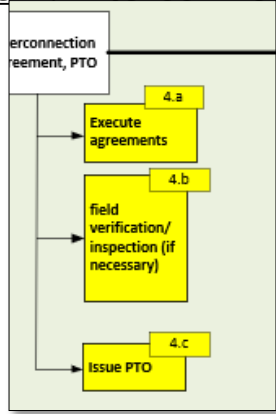 erconnection
reement, PTO
4.a
Execute
agreements
4.b
field
verification/
inspection (if
necessary)
4.c
Issue PTO